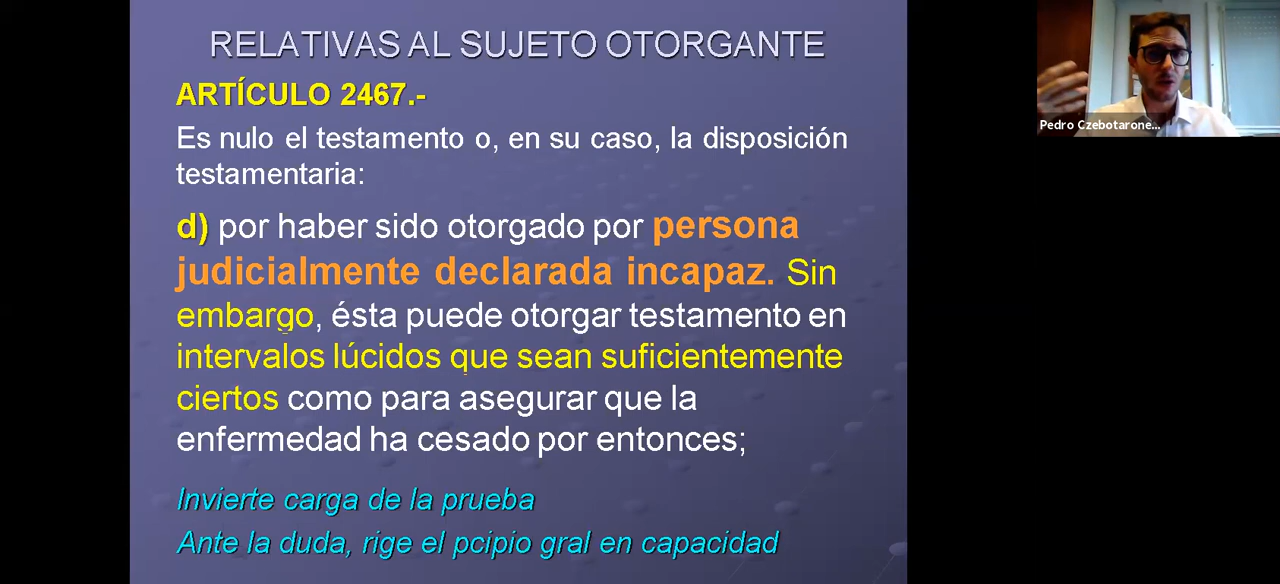 RELATIVAS AL SUJETO OTORGANTE
ARTÍCULO 2467.-
Es nulo el testamento o, en su caso, la disposición
testamentaria:
d) por haber sido otorgado por persona
judicialmente declarada incapaz. Sin
embargo, ésta puede otorgar testamento en
intervalos lúcidos que sean suficientemente
ciertos como para asegurar que la
enfermedad ha cesado por entonces;
Invierte carga de la prueba
Ante la duda, rige el pcipio gral en capacidad
Pedro Czebotarone...